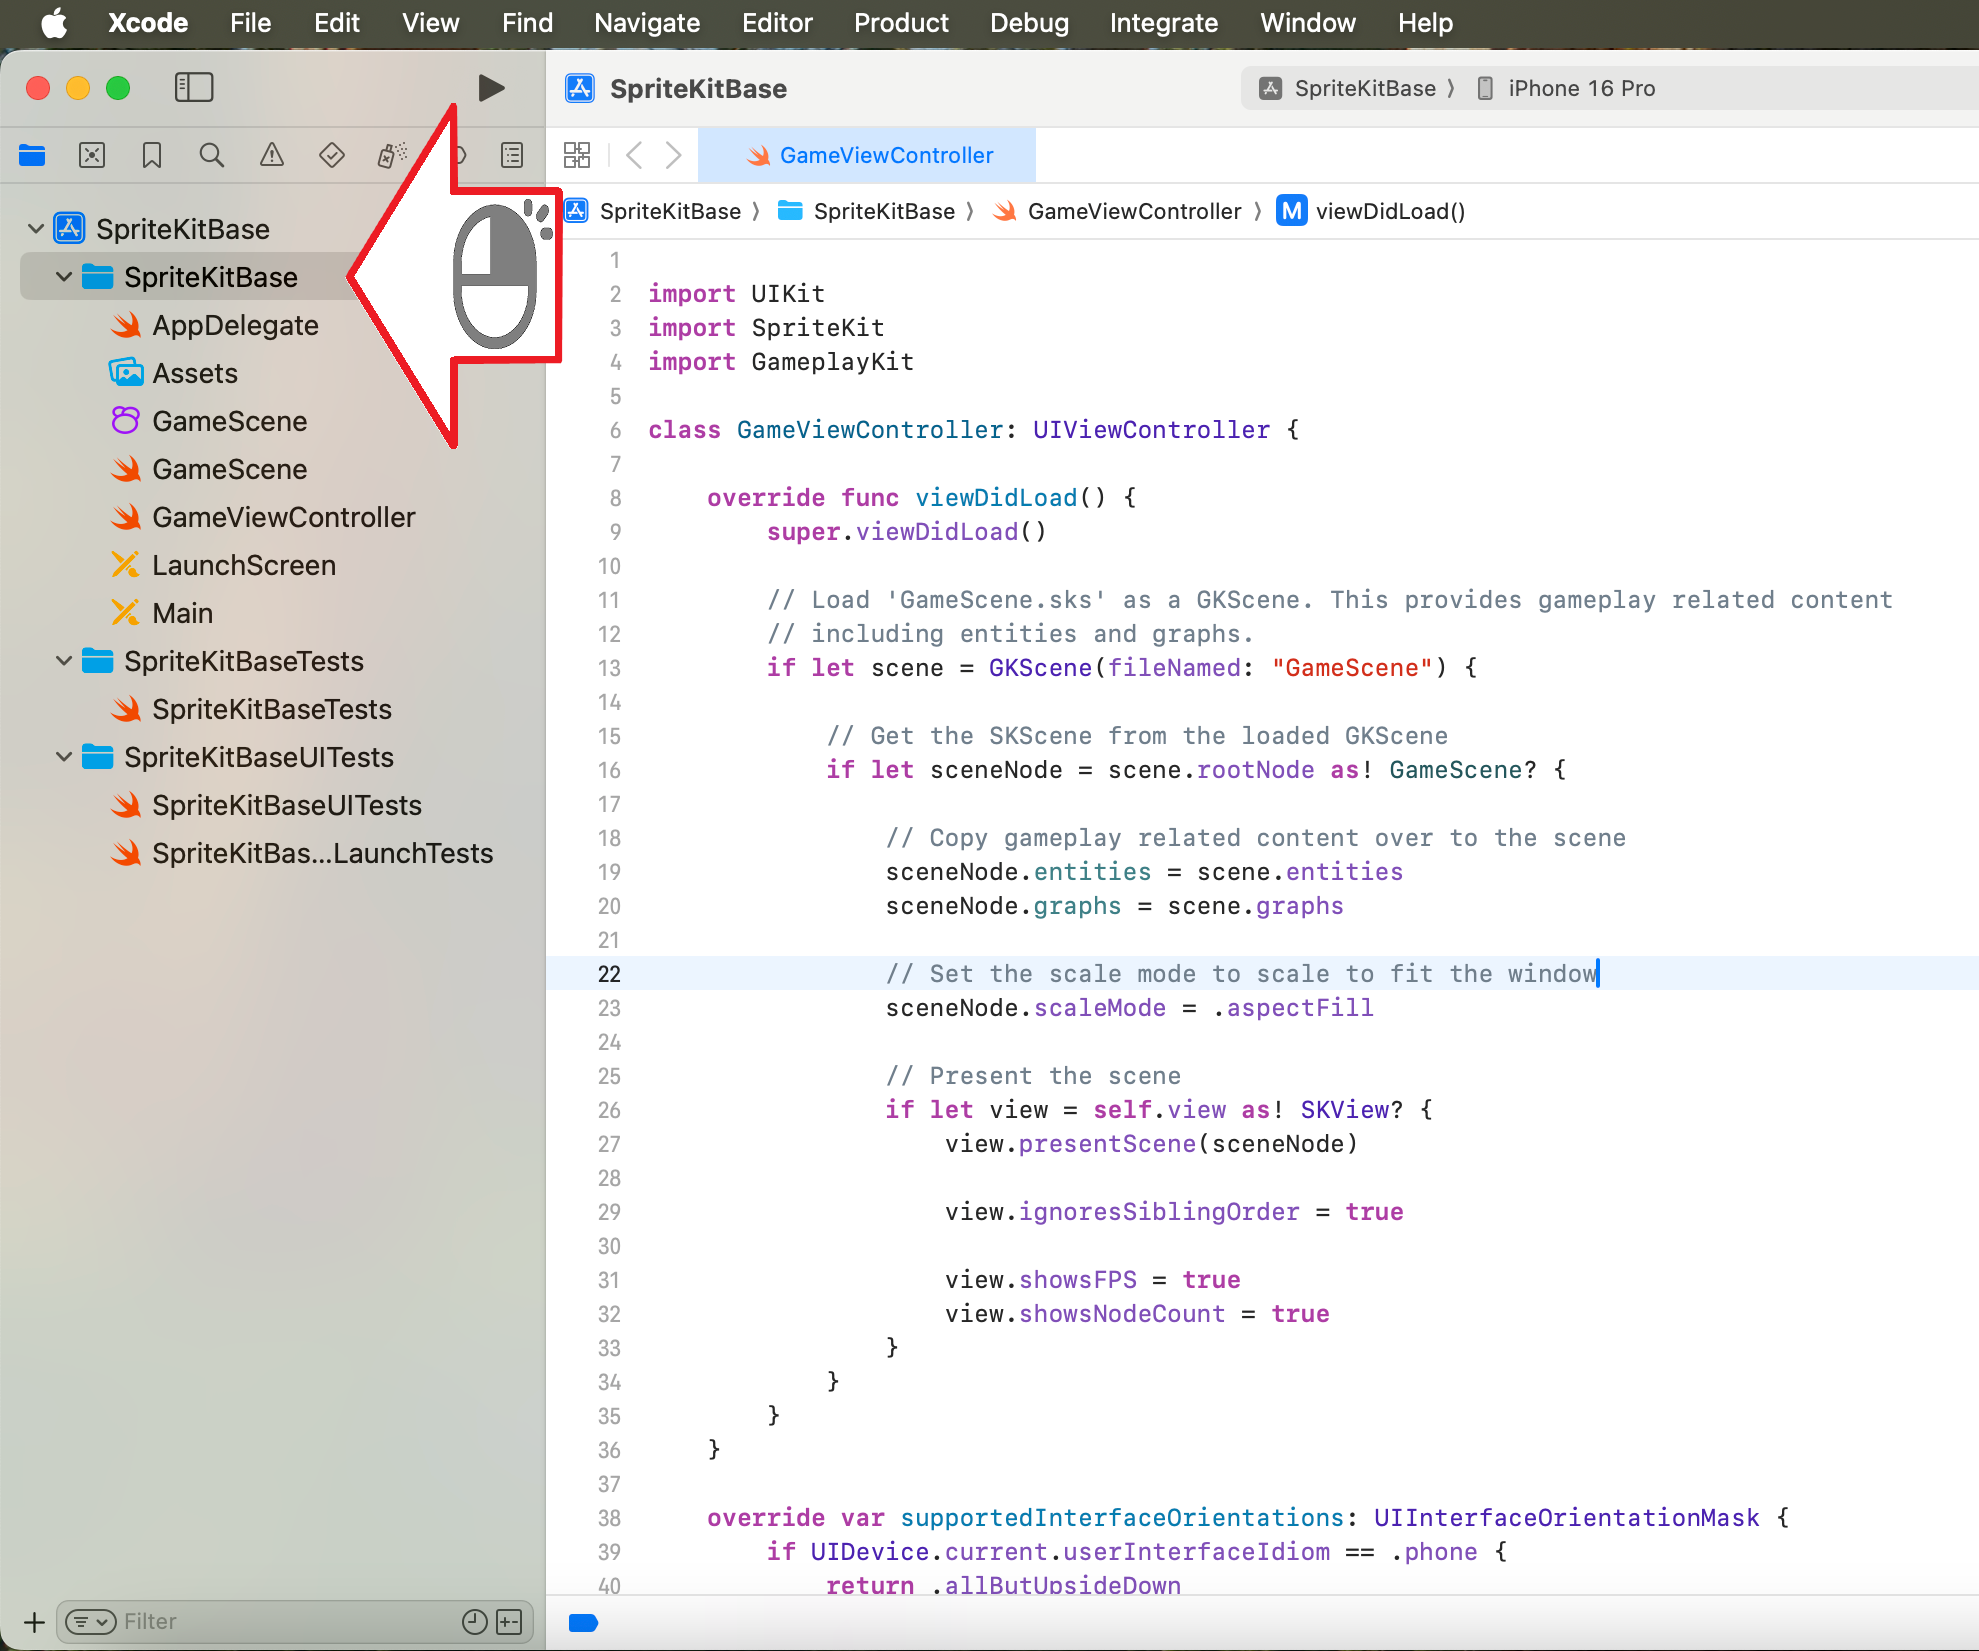 Xcode File Edit View Find Navigate Editor Product Debug Integrate Window Help
SpriteKitBase
SpriteKitBase 〉 iPhone 16 Pro
GameViewController
SpriteKitBase 〉 SpriteKitBase 〉 GameViewController 〉 M viewDidLoad()
SpriteKitBase
SpriteKitBase
AppDelegate
Assets
GameScene
GameScene
GameViewController
LaunchScreen
Main
SpriteKitBaseTests
SpriteKitBaseTests
SpriteKitBaseUITests
SpriteKitBaseUITests
SpriteKitBas...LaunchTests
Filter
1
2 import UIKit
3 import SpriteKit
4 import GameplayKit
5
6 class GameViewController: UIViewController {
7
8 override func viewDidLoad() {
9 super.viewDidLoad()
10
11 // Load 'GameScene.sks' as a GKScene. This provides gameplay related content
12 // including entities and graphs.
13 if let scene = GKScene(fileNamed: "GameScene") {
14
15 // Get the SKScene from the loaded GKScene
16 if let sceneNode = scene.rootNode as! GameScene? {
17
18 // Copy gameplay related content over to the scene
19 sceneNode.entities = scene.entities
20 sceneNode.graphs = scene.graphs
21
22 // Set the scale mode to scale to fit the window
23 sceneNode.scaleMode = .aspectFill
24
25 // Present the scene
26 if let view = self.view as! SKView? {
27 view.presentScene(sceneNode)
28
29 view.ignoresSiblingOrder = true
30
31 view.showsFPS = true
32 view.showsNodeCount = true
33 }
34 }
35 }
36 }
37
38 override var supportedInterfaceOrientations: UIInterfaceOrientationMask {
39 if UIDevice.current.userInterfaceIdiom == .phone {
40 return .allButUpsideDown